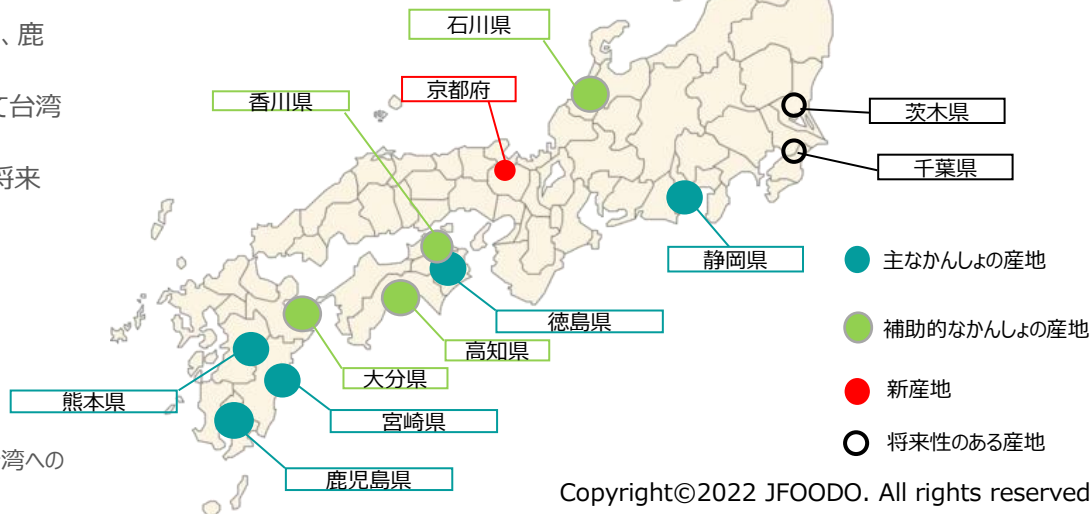 、鹿
て台湾
将来
台湾への
石川県
香川県
京都府
茨木県
千葉県
静岡県
徳島県
高知県
大分県
熊本県
宮崎県
鹿児島県
主なかんしょの産地
補助的なかんしょの産地
新産地
将来性のある産地
Copyright©2022 JFOODO. All rights reserved